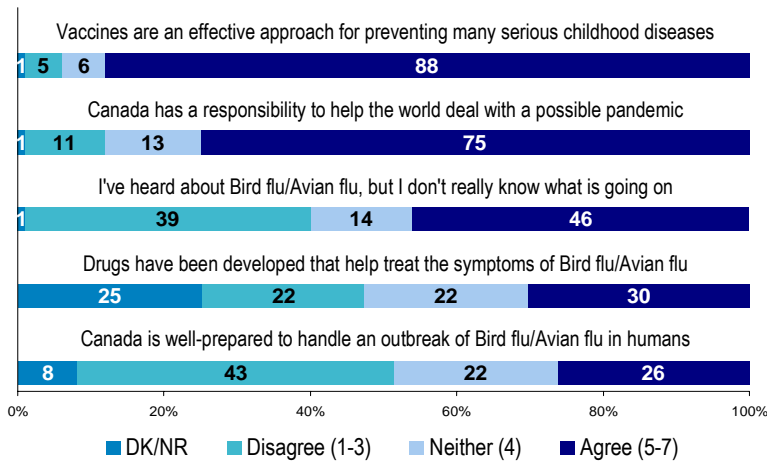 Vaccines are an effective approach for preventing many serious childhood diseases
1 5 6 88
Canada has a responsibility to help the world deal with a possible pandemic
1 11 13 75
I've heard about Bird flu/Avian flu, but I don't really know what is going on
1 39 14 46
Drugs have been developed that help treat the symptoms of Bird flu/Avian flu
25 22 22 30
Canada is well-prepared to handle an outbreak of Bird flu/Avian flu in humans
8 43 22 26
0% 20% 40% 60% 80% 100%
DK/NR Disagree (1-3) Neither (4) Agree (5-7)